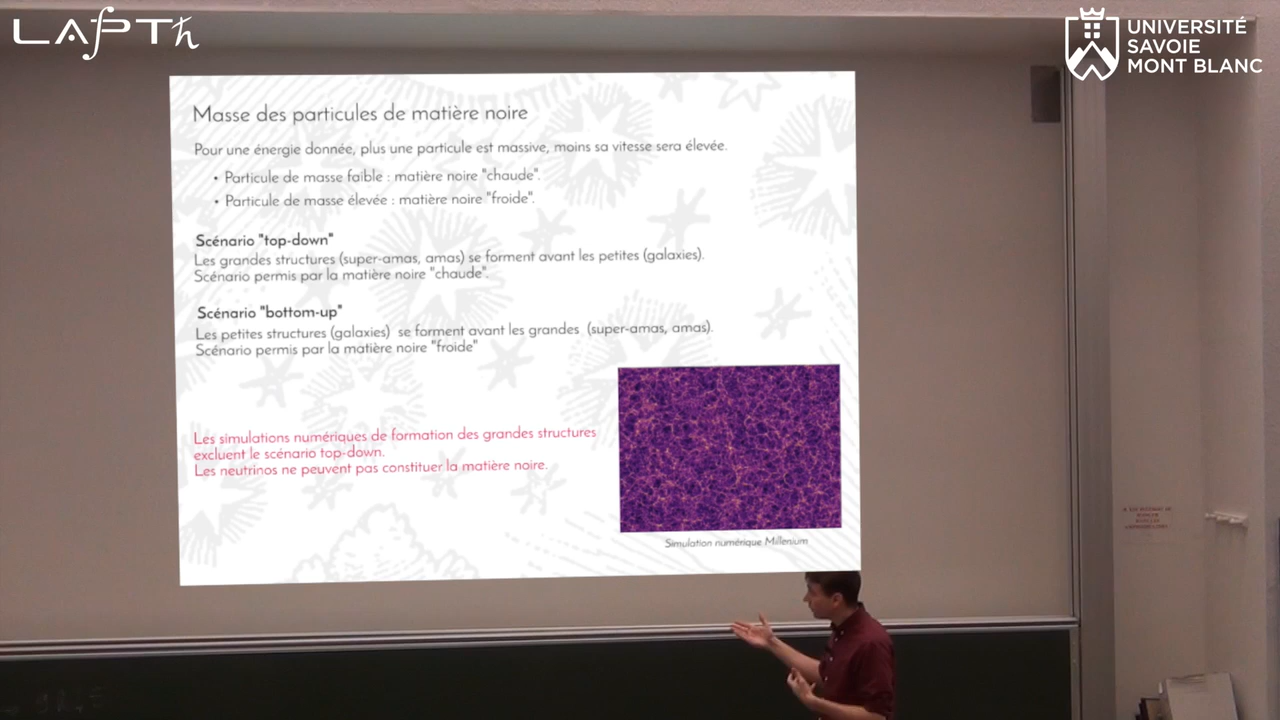 LAPTh
UNIVERSITÉ
SAVOIE
MONT BLANC
Masse des particules de matière noire
Pour une énergie donnée, plus une particule est massive, moins sa vitesse sera élevée.
• Particule de masse faible : matière noire "chaude".
• Particule de masse élevée : matière noire "froide".
Scénario "top-down"
Les grandes structures (super-amas, amas) se forment avant les petites (galaxies).
Scénario permis par la matière noire "chaude".
Scénario "bottom-up"
Les petites structures (galaxies) se forment avant les grandes (super-amas, amas).
Scénario permis par la matière noire "froide"
Les simulations numériques de formation des grandes structures
excluent le scénario top-down.
Les neutrinos ne peuvent pas constituer la matière noire.
Simulation numérique Millenium